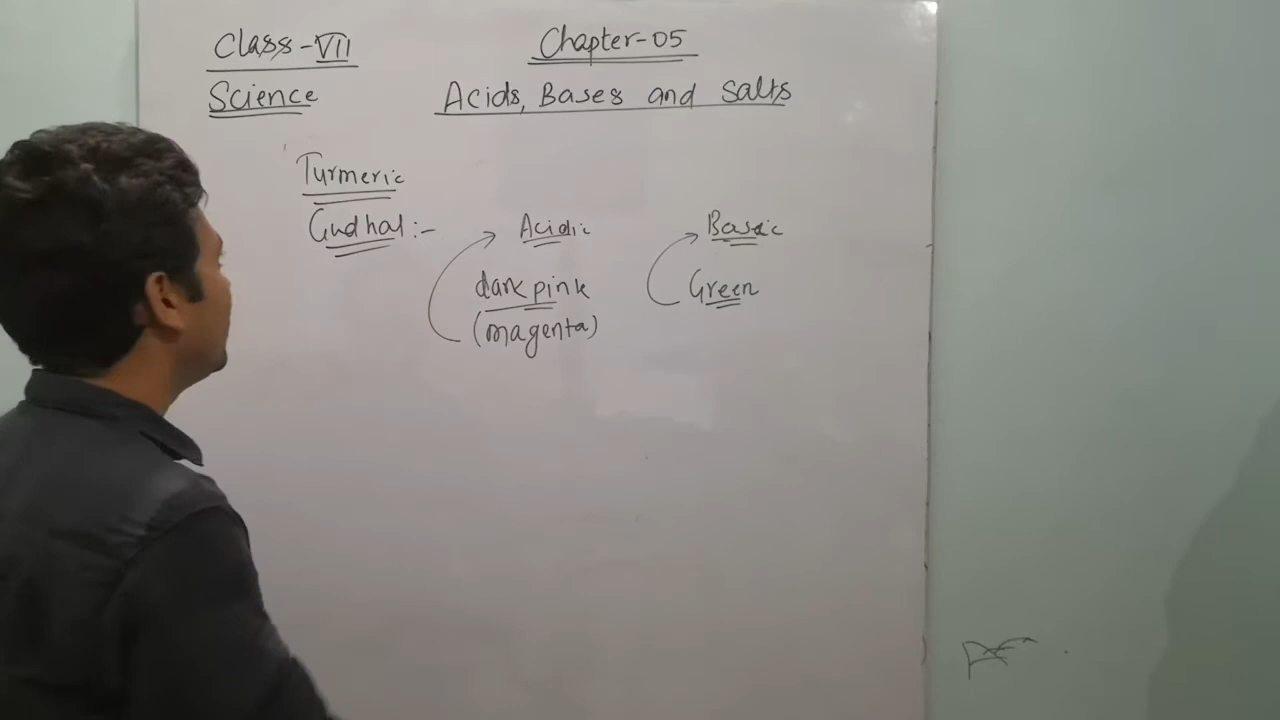 Class-VII
Chapter-05
Science
Acids, Bases and Salts
Turmeric
Gudhal:-
Acidic
Basic
dark pink
(magenta)
Green